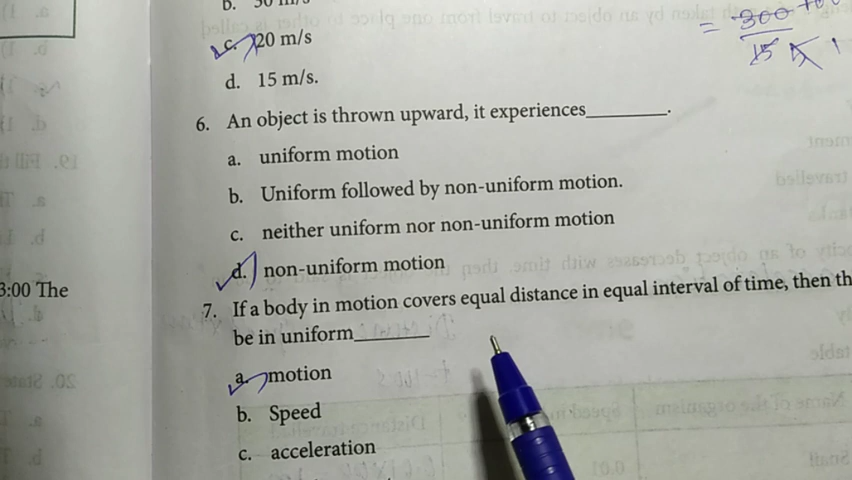 b. 30 m/s
c. 20 m/s
d. 15 m/s.
= 300
15
6. An object is thrown upward, it experiences________.
a. uniform motion
b. Uniform followed by non-uniform motion.
c. neither uniform nor non-uniform motion
d. non-uniform motion
3:00 The
7. If a body in motion covers equal distance in equal interval of time, then th
be in uniform________
a. motion
b. Speed
c. acceleration